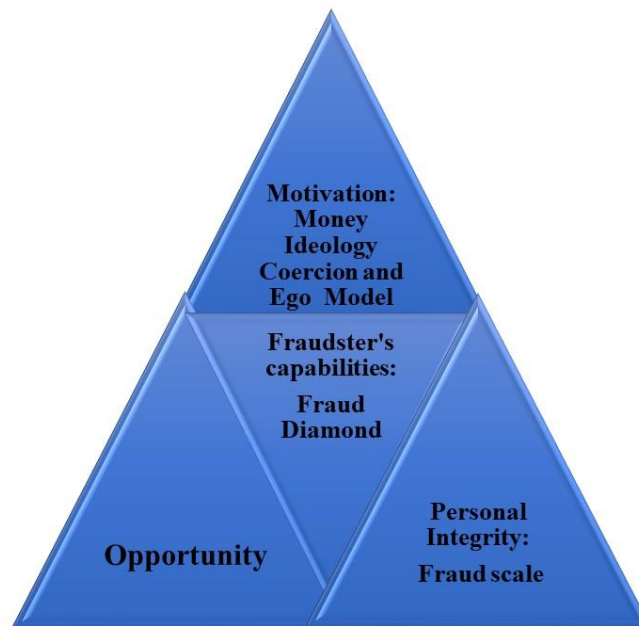 Motivation:
Money
Ideology
Coercion and
Ego Model
Fraudster's
capabilities:
Fraud
Diamond
Opportunity
Personal
Integrity:
Fraud scale